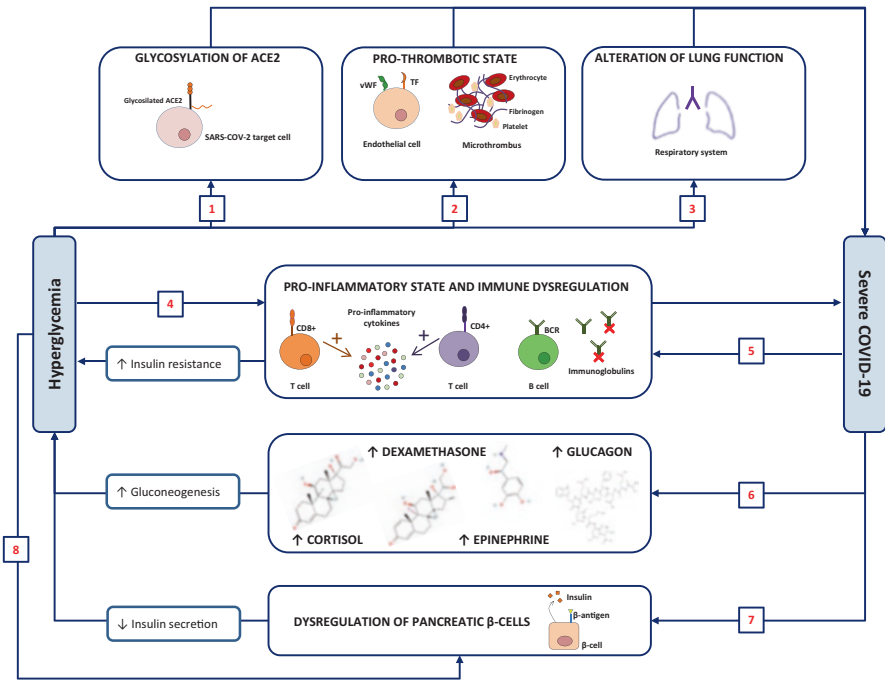 GLYCOSYLATION OF ACE2
Glycosilated ACE2
SARS-COV-2 target cell
PRO-THROMBOTIC STATE
vWF
TF
Endothelial cell
Erythrocyte
Fibrinogen
Platelet
Microthrombus
ALTERATION OF LUNG FUNCTION
Respiratory system
1
2
3
Hyperglycemia
Severe COVID-19
4
PRO-INFLAMMATORY STATE AND IMMUNE DYSREGULATION
CD8+
+
T cell
Pro-inflammatory
cytokines
+
CD4+
T cell
BCR
B cell
Immunoglobulins
5
↑ Insulin resistance
↑ DEXAMETHASONE
↑ GLUCAGON
↑ CORTISOL
↑ EPINEPHRINE
6
↑ Gluconeogenesis
8
DYSREGULATION OF PANCREATIC β-CELLS
Insulin
β-antigen
β-cell
7
↓ Insulin secretion